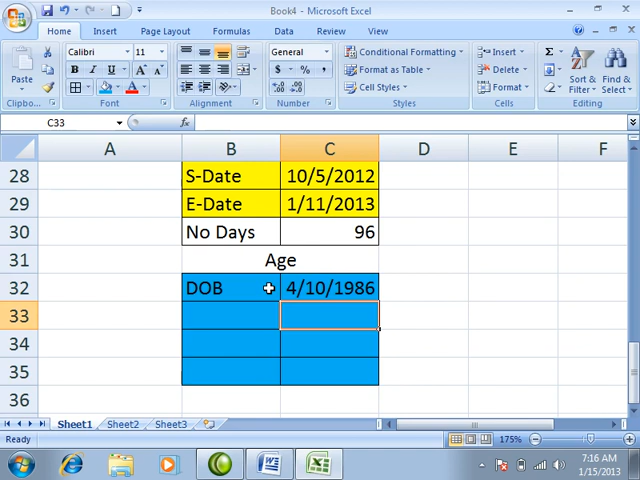 Book4 - Microsoft Excel
Home Insert Page Layout Formulas Data Review View
Paste
Calibri 11
B I U
A A
A
General
$ % ,
Conditional Formatting
Format as Table
Cell Styles
Insert
Delete
Format
Σ
Sort & Filter
Find & Select
Clipbo... Font Alignment Number Styles Cells Editing
C33 fx
A B C D E F
28 S-Date 10/5/2012
29 E-Date 1/11/2013
30 No Days 96
31 Age
32 DOB 4/10/1986
33
34
35
36
Sheet1 Sheet2 Sheet3
Ready 175%
7:16 AM
1/15/2013